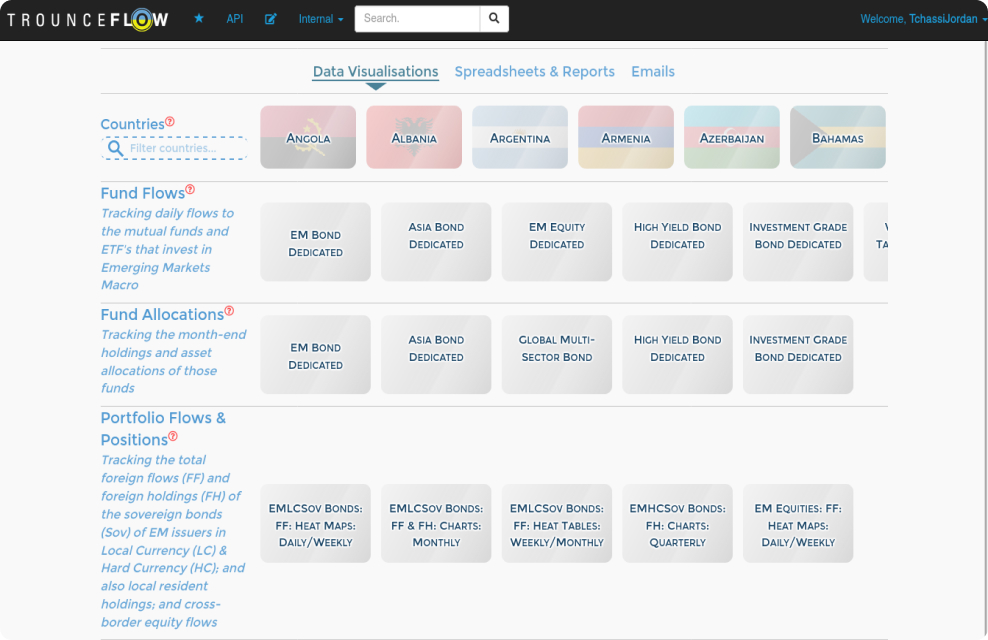 TROUNCEFLOW
API
Internal
Search.
Welcome, TchassiJordan
Data Visualisations
Spreadsheets & Reports
Emails
Countries?
Filter countries...
Angola
Albania
Argentina
Armenia
Azerbaijan
Bahamas
Fund Flows?
Tracking daily flows to
the mutual funds and
ETF's that invest in
Emerging Markets
Macro
EM Bond
Dedicated
Asia Bond
Dedicated
EM Equity
Dedicated
High Yield Bond
Dedicated
Investment Grade
Bond Dedicated
Fund Allocations?
Tracking the month-end
holdings and asset
allocations of those
funds
EM Bond
Dedicated
Asia Bond
Dedicated
Global Multi-
Sector Bond
High Yield Bond
Dedicated
Investment Grade
Bond Dedicated
Portfolio Flows &
Positions?
Tracking the total
foreign flows (FF) and
foreign holdings (FH) of
the sovereign bonds
(Sov) of EM issuers in
Local Currency (LC) &
Hard Currency (HC); and
also local resident
holdings; and cross-
border equity flows
EMLCSov Bonds:
FF: Heat Maps:
Daily/Weekly
EMLCSov Bonds:
FF & FH: Charts:
Monthly
EMLCSov Bonds:
FF: Heat Tables:
Weekly/Monthly
EMHCSov Bonds:
FH: Charts:
Quarterly
EM Equities: FF:
Heat Maps:
Daily/Weekly